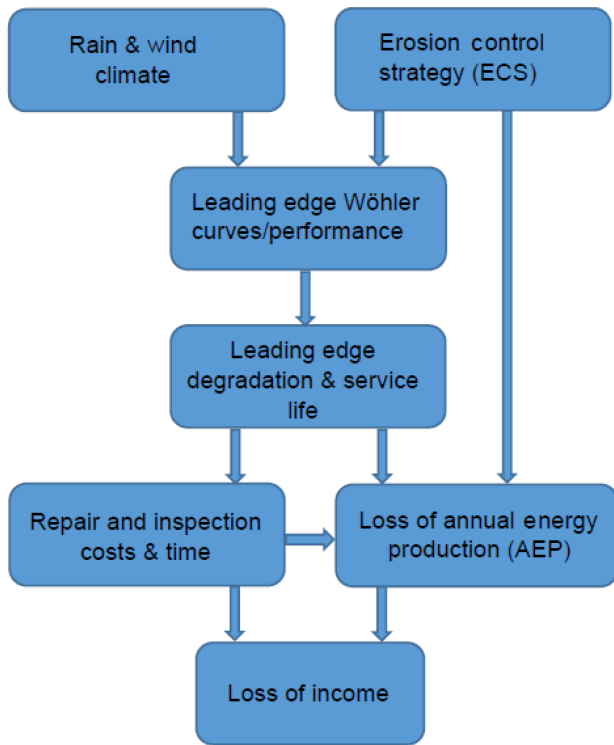 Rain & wind
climate
Erosion control
strategy (ECS)
Leading edge Wöhler
curves/performance
Leading edge
degradation & service
life
Repair and inspection
costs & time
Loss of annual energy
production (AEP)
Loss of income